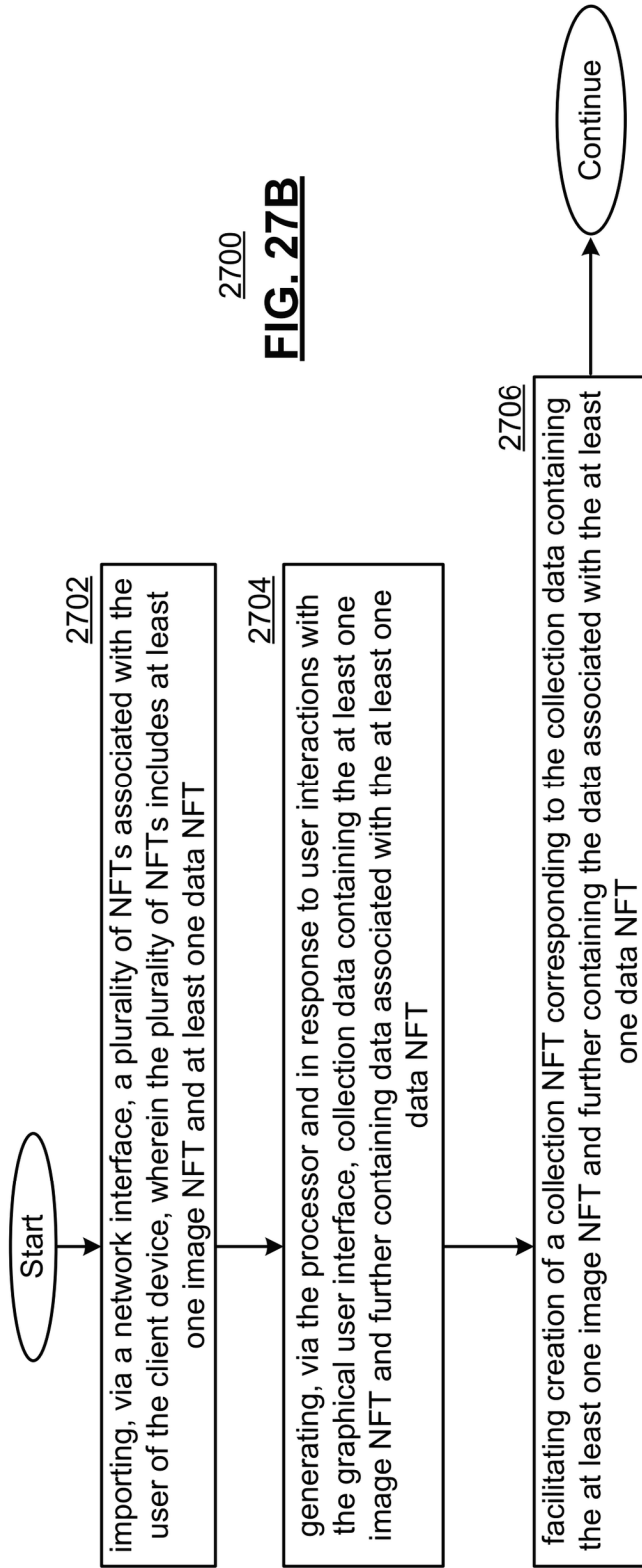 Start
2702
importing, via a network interface, a plurality of NFTs associated with the
user of the client device, wherein the plurality of NFTs includes at least
one image NFT and at least one data NFT
2704
generating, via the processor and in response to user interactions with
the graphical user interface, collection data containing the at least one
image NFT and further containing data associated with the at least one
data NFT
2706
facilitating creation of a collection NFT corresponding to the collection data containing
the at least one image NFT and further containing the data associated with the at least
one data NFT
Continue
2700
FIG. 27B